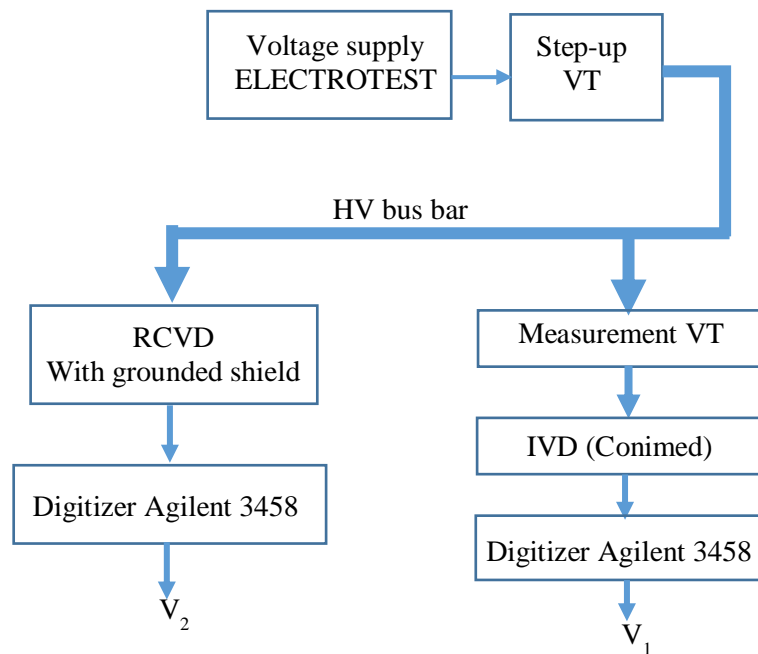 Voltage supply
ELECTROTEST
Step-up
VT
HV bus bar
RCVD
With grounded shield
Measurement VT
IVD (Conimed)
Digitizer Agilent 3458
Digitizer Agilent 3458
V2
V1